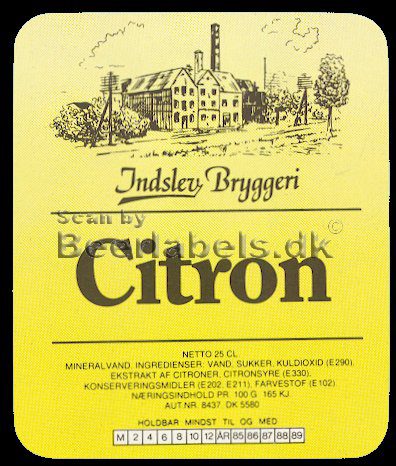 Indslev Bryggeri
Scan by
Beerlabels.dk
©
Citron
NETTO 25 CL
MINERALVAND, INGREDIENSER: VAND, SUKKER, KULDIOXID (E290),
EKSTRAKT AF CITRONER, CITRONSYRE (E330),
KONSERVERINGSMIDLER (E202, E211), FARVESTOF (E102)
NÆRINGSINDHOLD PR. 100 G: 165 KJ.
AUT.NR. 8437. DK 5580
HOLDBAR MINDST TIL OG MED
M 2 4 6 8 10 12 ÅR 85 86 87 88 89